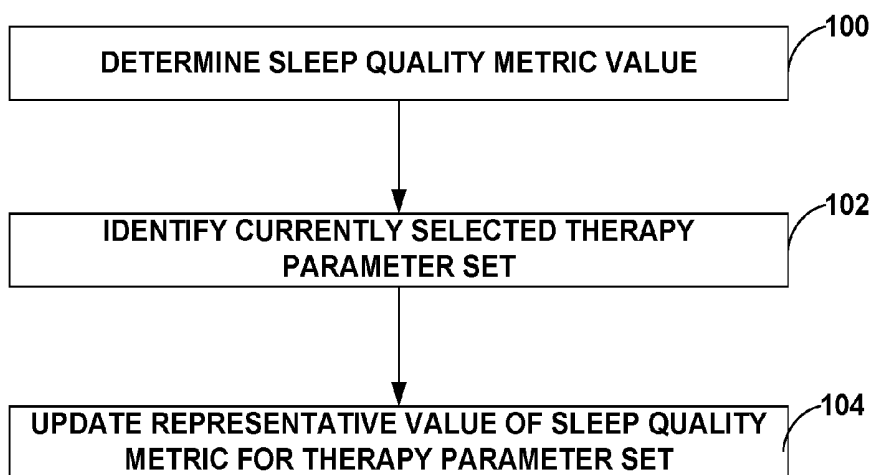 100
DETERMINE SLEEP QUALITY METRIC VALUE
102
IDENTIFY CURRENTLY SELECTED THERAPY
PARAMETER SET
104
UPDATE REPRESENTATIVE VALUE OF SLEEP QUALITY
METRIC FOR THERAPY PARAMETER SET